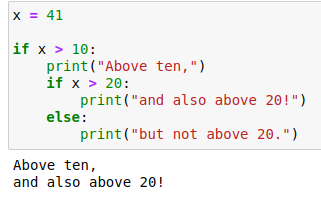 x = 41
if x > 10:
    print("Above ten,")
    if x > 20:
        print("and also above 20!")
    else:
        print("but not above 20.")
Above ten,
and also above 20!